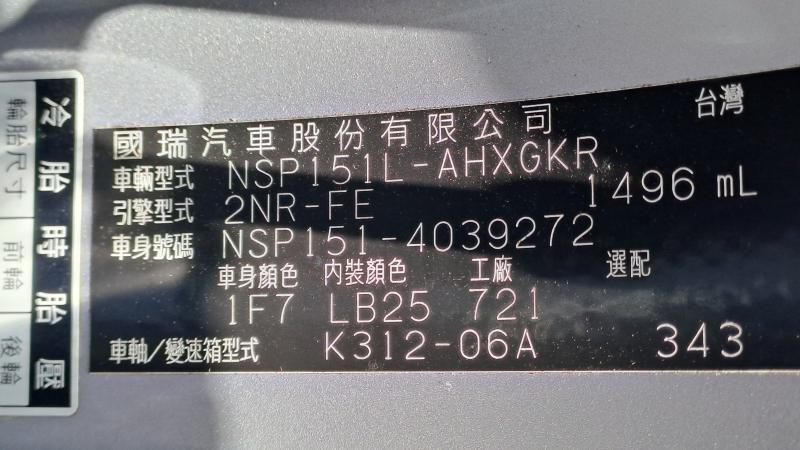 國瑞汽車股份有限公司 台灣
車輛型式 NSP151L-AHXGKR
引擎型式 2NR-FE 1496 mL
車身號碼 NSP151-4039272
車身顏色 內裝顏色 工廠 選配
1F7 LB25 721
車軸/變速箱型式 K312-06A 343
冷胎時胎壓
輪胎尺寸 前輪 後輪